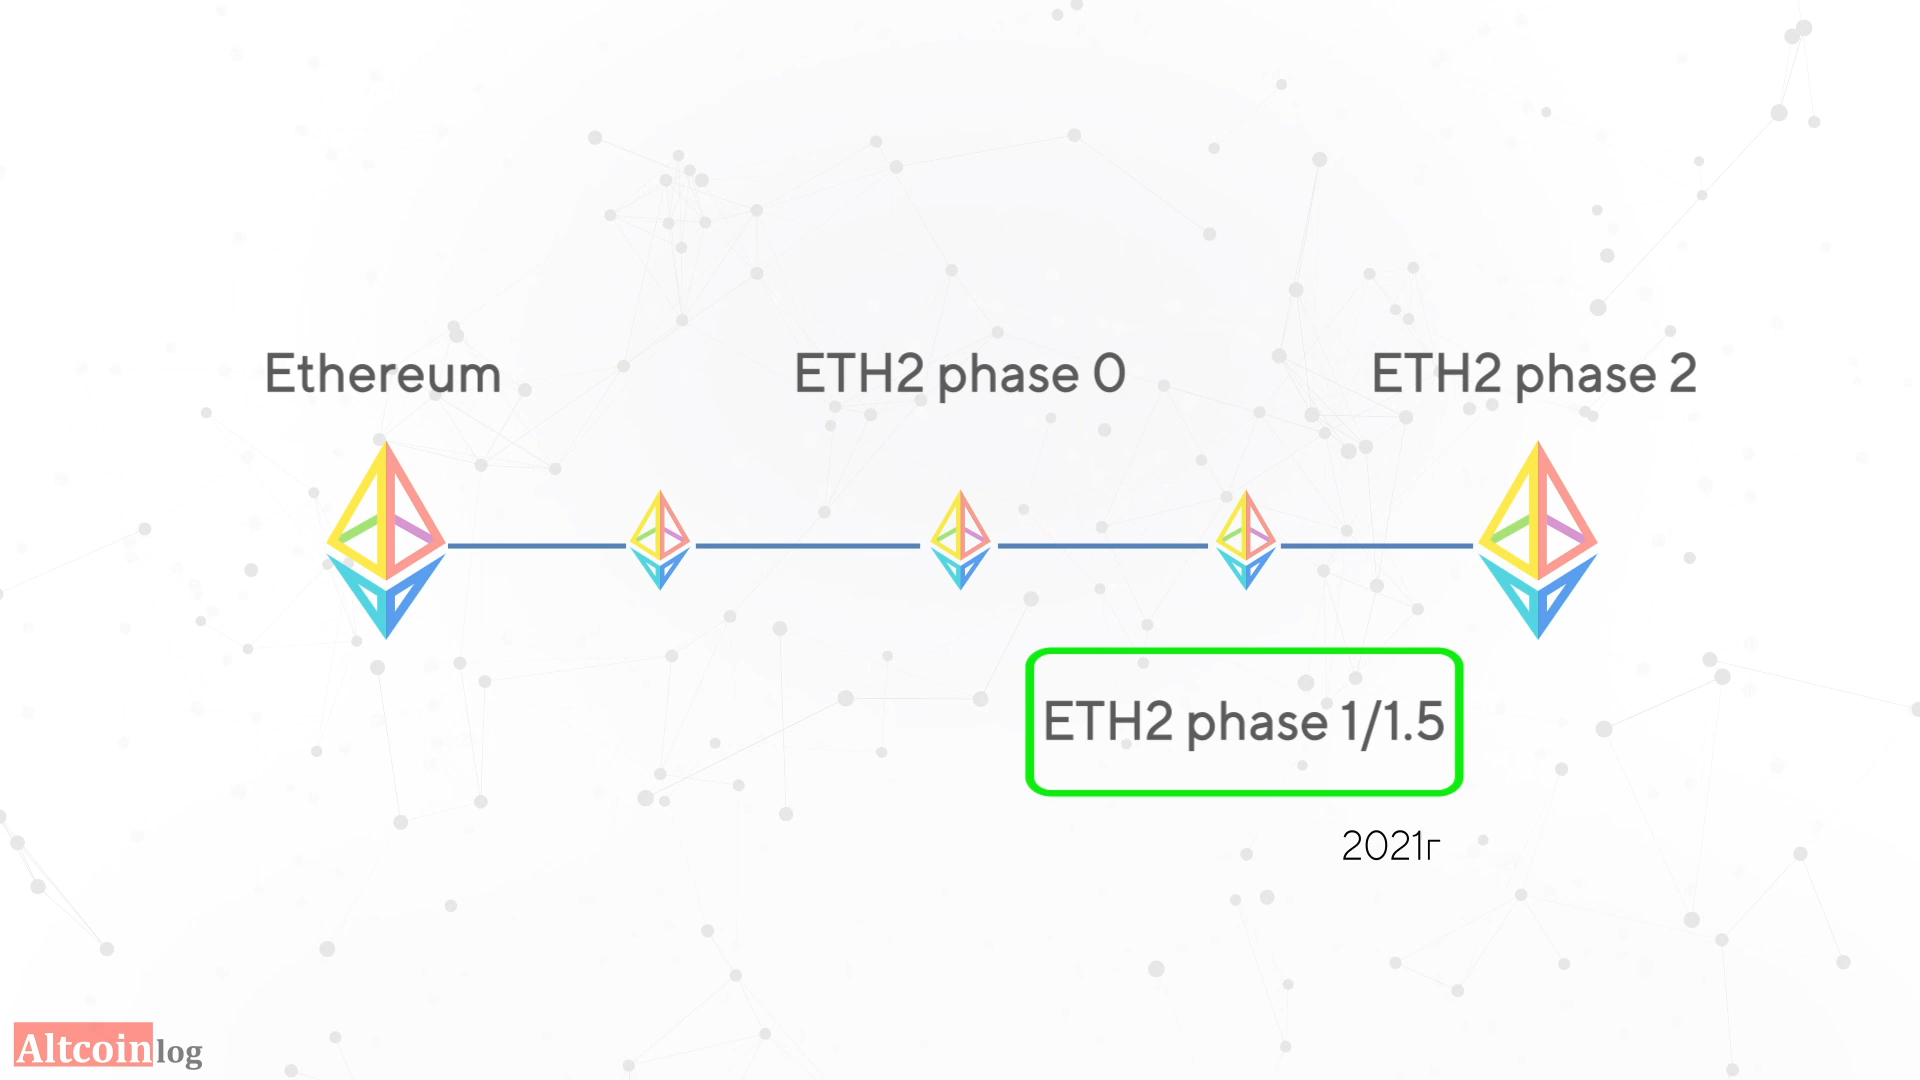 Ethereum
ETH2 phase 0
ETH2 phase 2
ETH2 phase 1/1.5
2021г
Altcoinlog